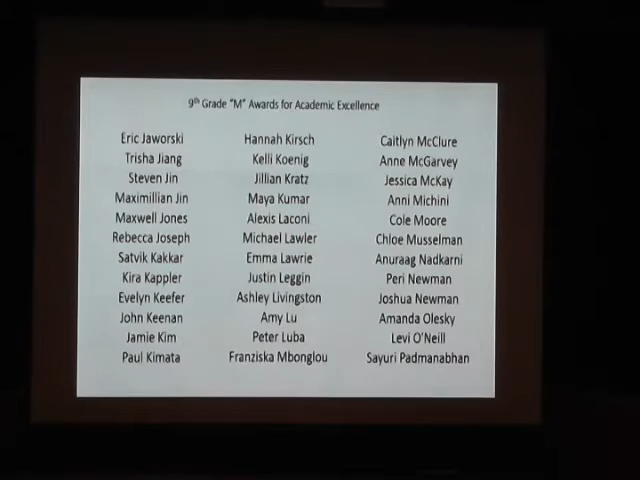 9th Grade "M" Awards for Academic Excellence
Eric Jaworski
Trisha Jiang
Steven Jin
Maximillian Jin
Maxwell Jones
Rebecca Joseph
Satvik Kakkar
Kira Kappler
Evelyn Keefer
John Keenan
Jamie Kim
Paul Kimata
Hannah Kirsch
Kelli Koenig
Jillian Kratz
Maya Kumar
Alexis Laconi
Michael Lawler
Emma Lawrie
Justin Leggin
Ashley Livingston
Amy Lu
Peter Luba
Franziska Mbonglou
Caitlyn McClure
Anne McGarvey
Jessica McKay
Anni Michini
Cole Moore
Chloe Musselman
Anuraag Nadkarni
Peri Newman
Joshua Newman
Amanda Olesky
Levi O'Neill
Sayuri Padmanabhan